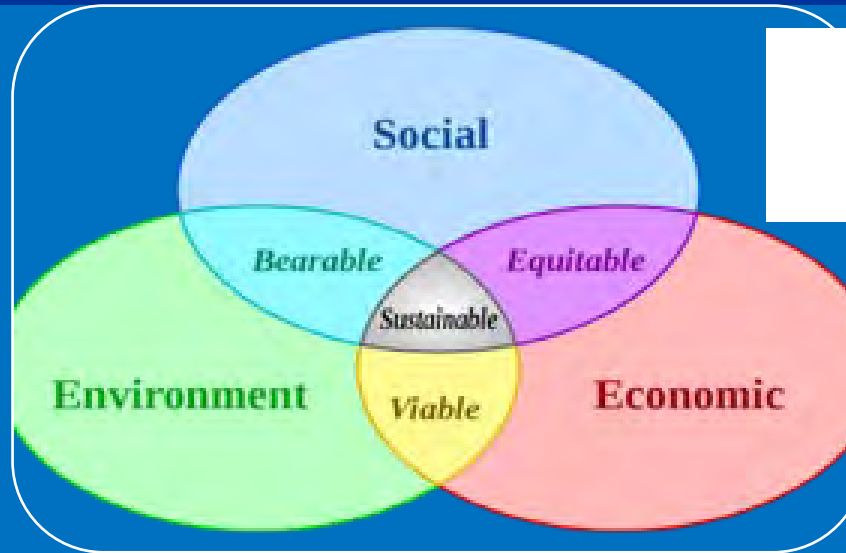 Social
Bearable
Equitable
Sustainable
Environment
Viable
Economic